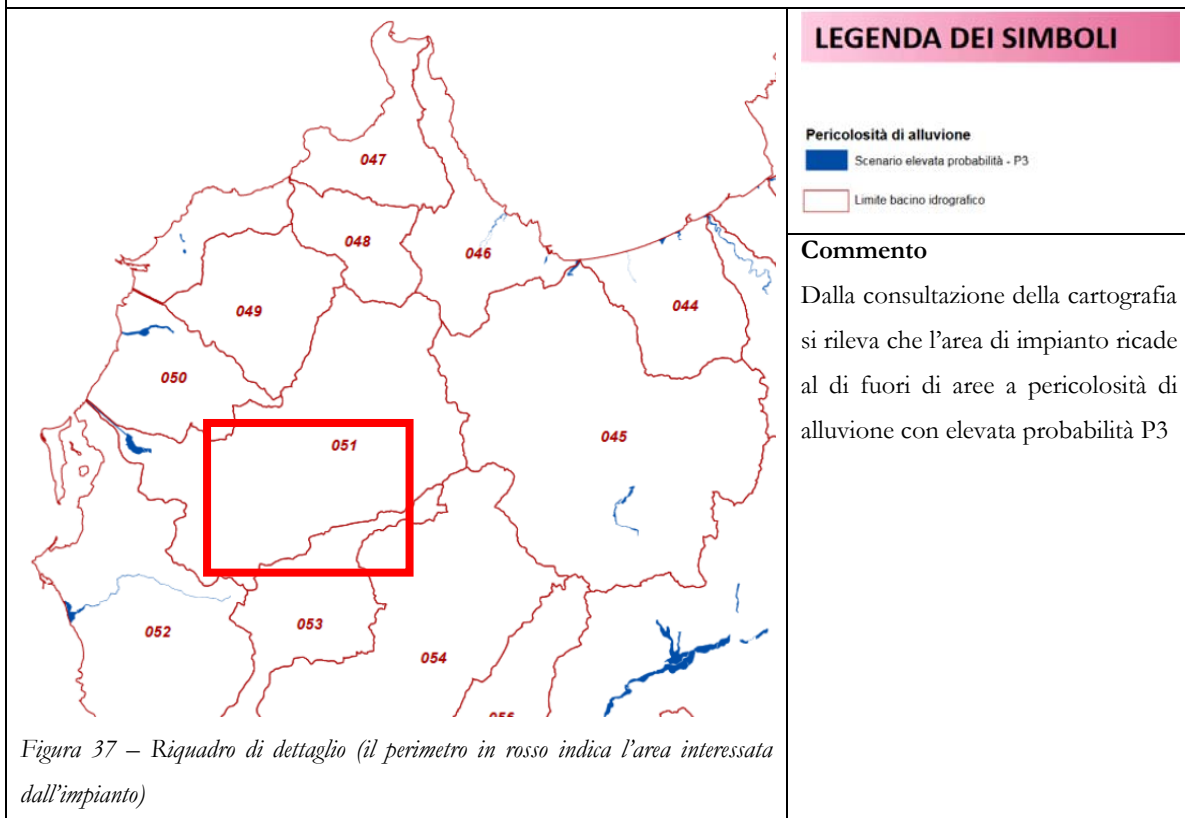 047
048
046
049
044
050
051
045
052
053
054
Figura 37 – Riquadro di dettaglio (il perimetro in rosso indica l'area interessata
dall'impianto)
LEGENDA DEI SIMBOLI
Pericolosità di alluvione
Scenario elevata probabilità - P3
Limite bacino idrografico
Commento
Dalla consultazione della cartografia
si rileva che l'area di impianto ricade
al di fuori di aree a pericolosità di
alluvione con elevata probabilità P3